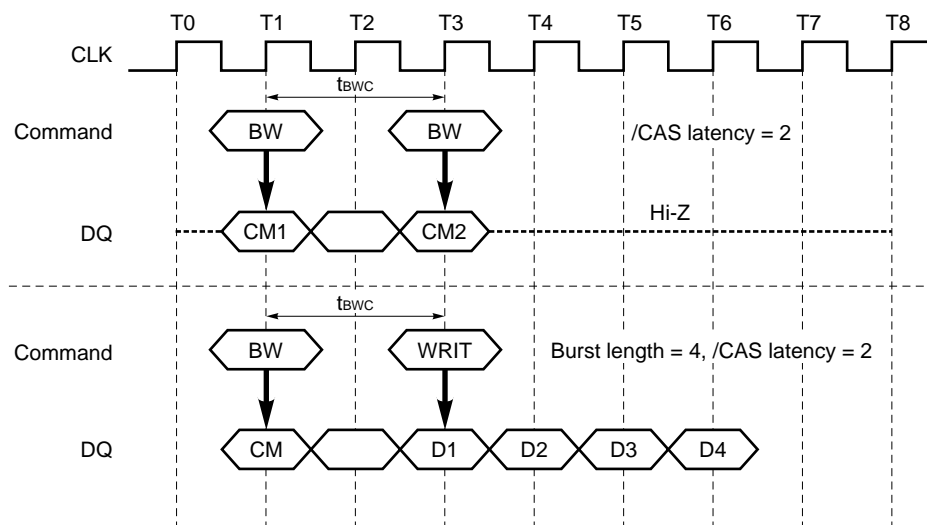 T0 T1 T2 T3 T4 T5 T6 T7 T8
CLK
tBWC
Command BW BW /CAS latency = 2
DQ CM1 CM2 Hi-Z
tBWC
Command BW WRIT Burst length = 4, /CAS latency = 2
DQ CM D1 D2 D3 D4